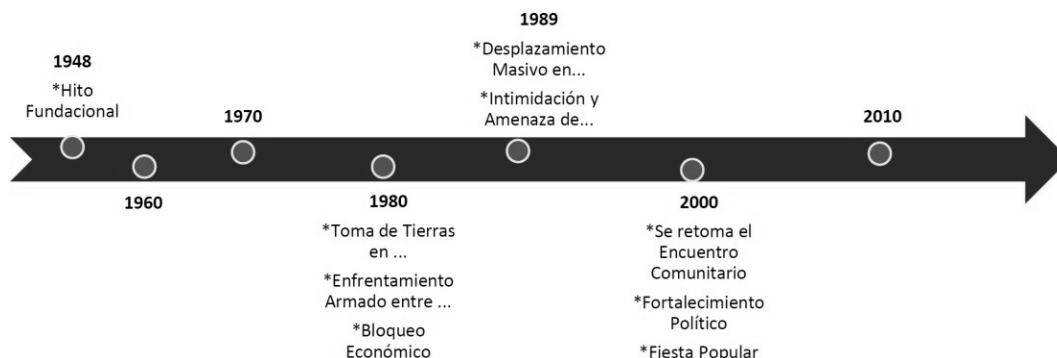 1948
*Hito
Fundacional
1960
1970
1980
*Toma de Tierras
en ...
*Enfrentamiento
Armado entre ...
*Bloqueo
Económico
1989
*Desplazamiento
Masivo en...
*Intimidación y
Amenaza de...
2000
*Se retoma el
Encuentro
Comunitario
*Fortalecimiento
Político
*Fiesta Popular
2010